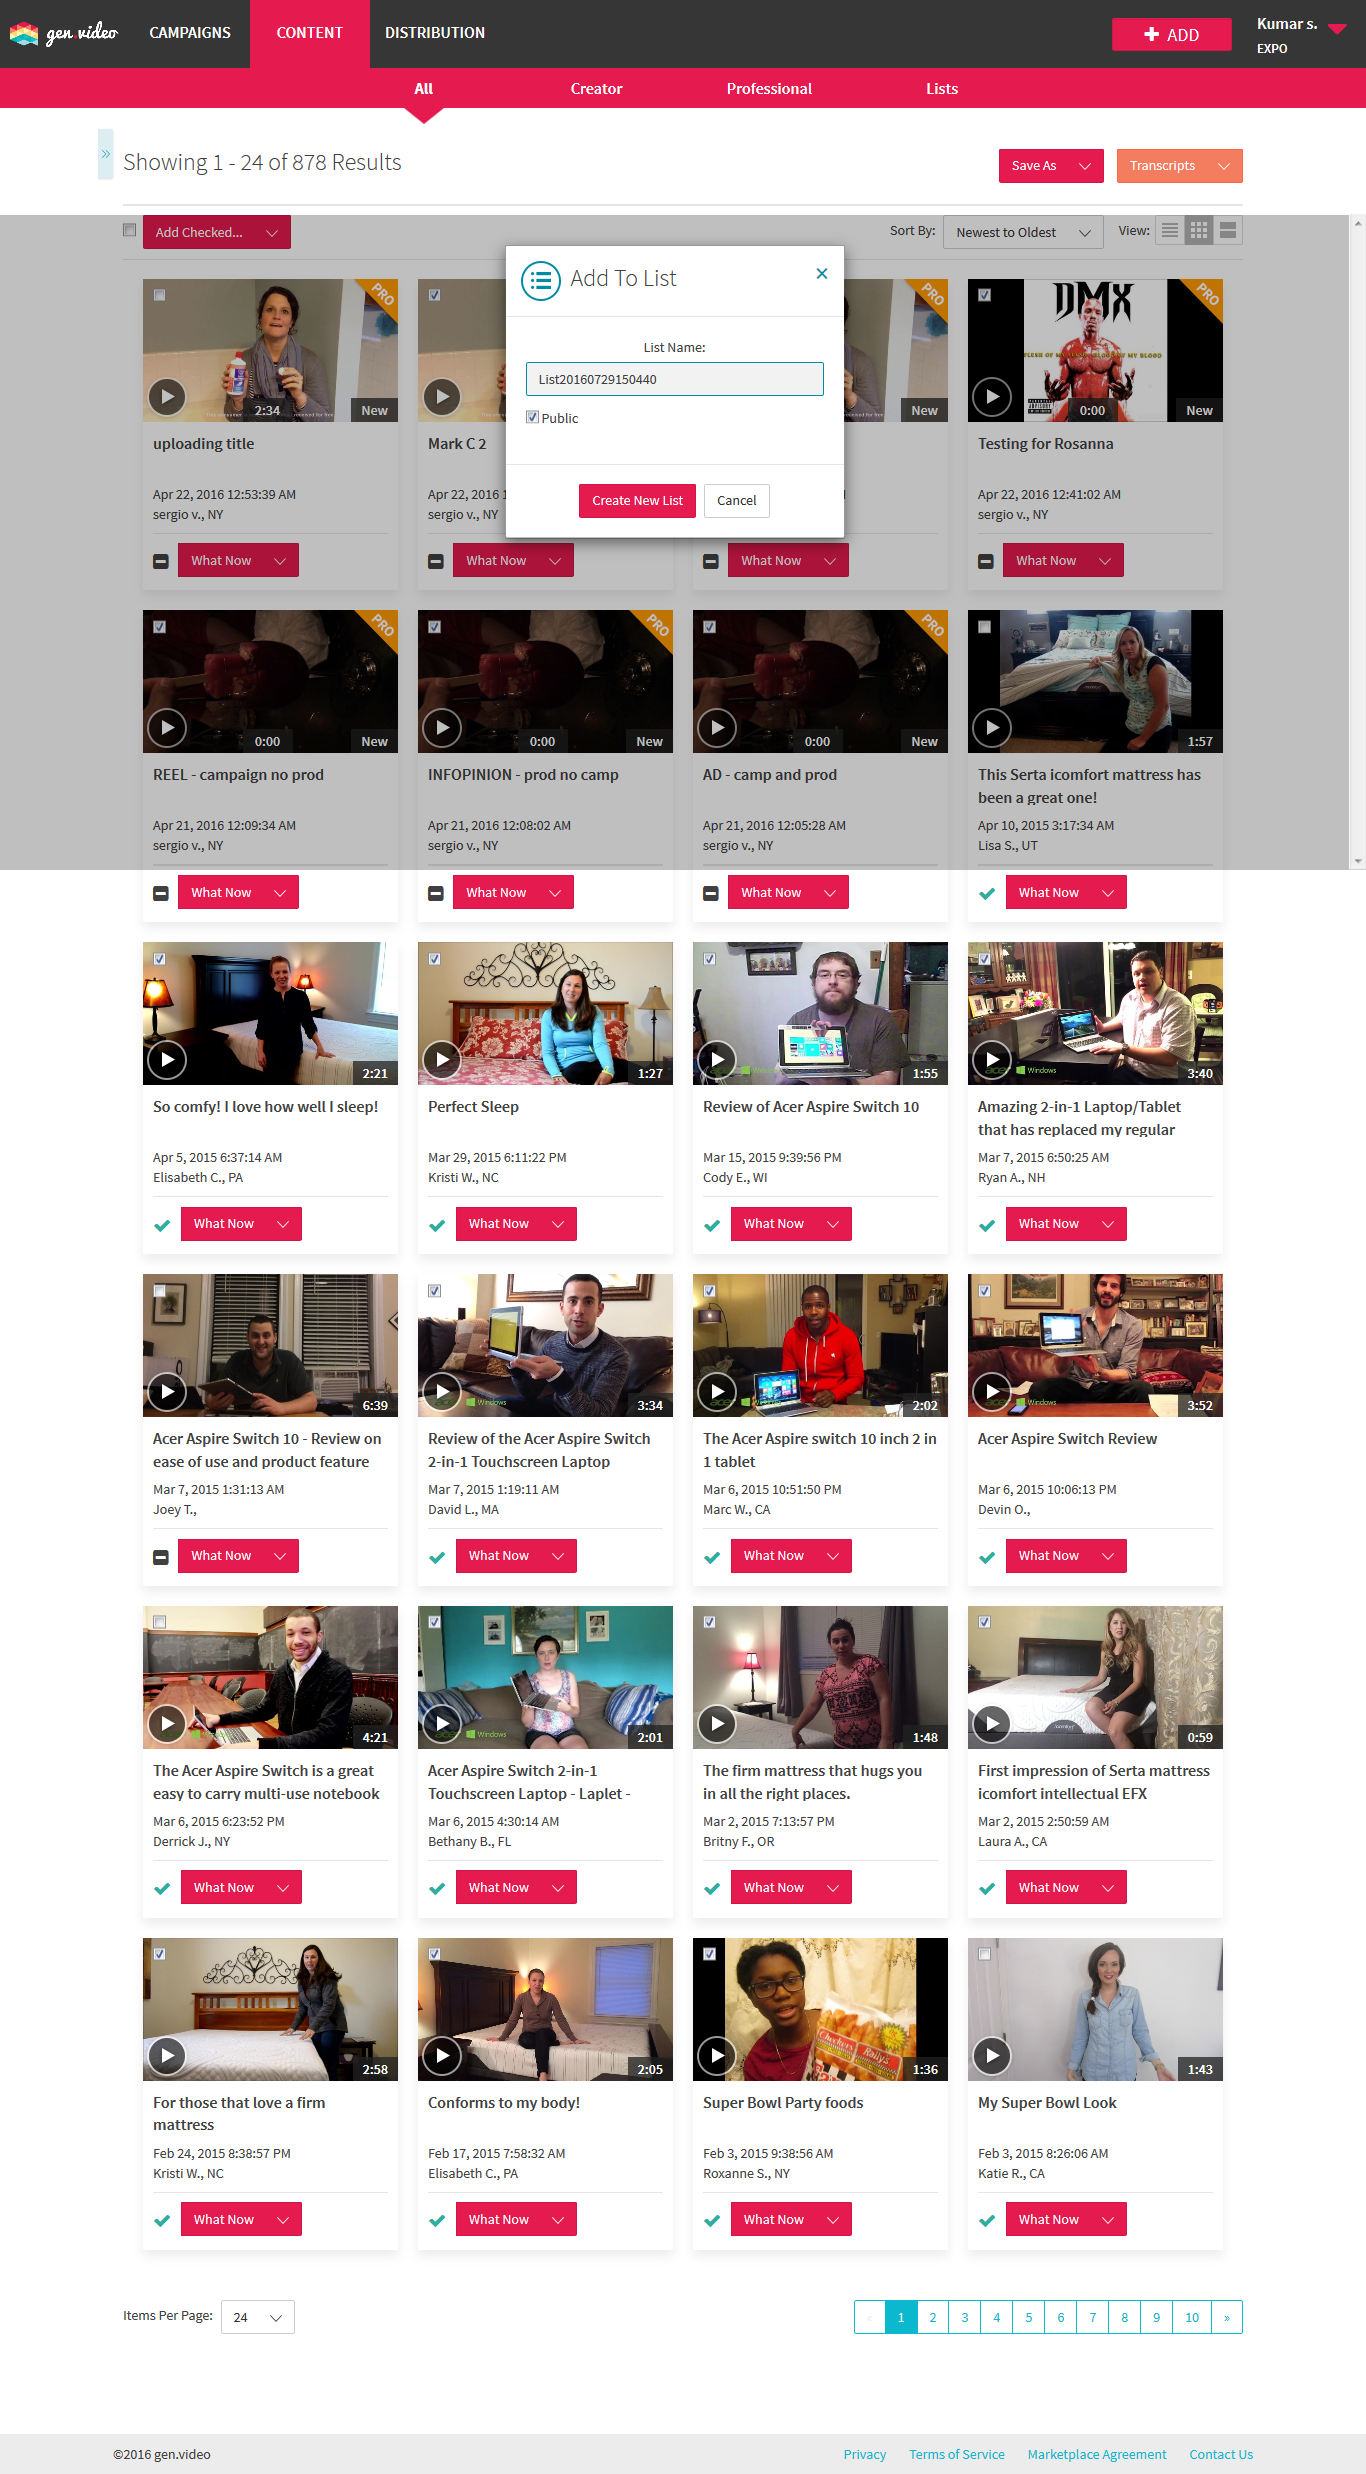 gen.video
CAMPAIGNS
CONTENT
DISTRIBUTION
ADD
Kumar s.
EXPO
All
Creator
Professional
Lists
»
Showing 1 - 24 of 878 Results
Save As
Transcripts
Add Checked...
Sort By:
Newest to Oldest
View:
Add To List
×
List Name:
List20160729150440
Public
Create New List
Cancel
PRO
2:34
New
uploading title
Apr 22, 2016 12:53:39 AM
sergio v., NY
What Now
Mark C 2
Apr 22, 2016 1
sergio v., NY
What Now
PRO
New
What Now
DMX
PRO
0:00
New
Testing for Rosanna
Apr 22, 2016 12:41:02 AM
sergio v., NY
What Now
PRO
0:00
New
REEL - campaign no prod
Apr 21, 2016 12:09:34 AM
sergio v., NY
What Now
PRO
0:00
New
INFOPINION - prod no camp
Apr 21, 2016 12:08:02 AM
sergio v., NY
What Now
PRO
0:00
New
AD - camp and prod
Apr 21, 2016 12:05:28 AM
sergio v., NY
What Now
1:57
This Serta icomfort mattress has
been a great one!
Apr 10, 2015 3:17:34 AM
Lisa S., UT
What Now
2:21
So comfy! I love how well I sleep!
Apr 5, 2015 6:37:14 AM
Elisabeth C., PA
What Now
1:27
Perfect Sleep
Mar 29, 2015 6:11:22 PM
Kristi W., NC
What Now
1:55
Review of Acer Aspire Switch 10
Mar 15, 2015 9:39:56 PM
Cody E., WI
What Now
Windows
3:40
Amazing 2-in-1 Laptop/Tablet
that has replaced my regular
Mar 7, 2015 6:50:25 AM
Ryan A., NH
What Now
6:39
Acer Aspire Switch 10 - Review on
ease of use and product feature
Mar 7, 2015 1:31:13 AM
Joey T.,
What Now
Windows
3:34
Review of the Acer Aspire Switch
2-in-1 Touchscreen Laptop
Mar 7, 2015 1:19:11 AM
David L., MA
What Now
2:02
The Acer Aspire switch 10 inch 2 in
1 tablet
Mar 6, 2015 10:51:50 PM
Marc W., CA
What Now
Windows
3:52
Acer Aspire Switch Review
Mar 6, 2015 10:06:13 PM
Devin O.,
What Now
4:21
The Acer Aspire Switch is a great
easy to carry multi-use notebook
Mar 6, 2015 6:23:52 PM
Derrick J., NY
What Now
Windows
2:01
Acer Aspire Switch 2-in-1
Touchscreen Laptop - Laplet -
Mar 6, 2015 4:30:14 AM
Bethany B., FL
What Now
1:48
The firm mattress that hugs you
in all the right places.
Mar 2, 2015 7:13:57 PM
Britny F., OR
What Now
0:59
First impression of Serta mattress
icomfort intellectual EFX
Mar 2, 2015 2:50:59 AM
Laura A., CA
What Now
2:58
For those that love a firm
mattress
Feb 24, 2015 8:38:57 PM
Kristi W., NC
What Now
2:05
Conforms to my body!
Feb 17, 2015 7:58:32 AM
Elisabeth C., PA
What Now
Checkers
Rallys
1:36
Super Bowl Party foods
Feb 3, 2015 9:38:56 AM
Roxanne S., NY
What Now
1:43
My Super Bowl Look
Feb 3, 2015 8:26:06 AM
Katie R., CA
What Now
Items Per Page:
24
«
1
2
3
4
5
6
7
8
9
10
»
©2016 gen.video
Privacy
Terms of Service
Marketplace Agreement
Contact Us